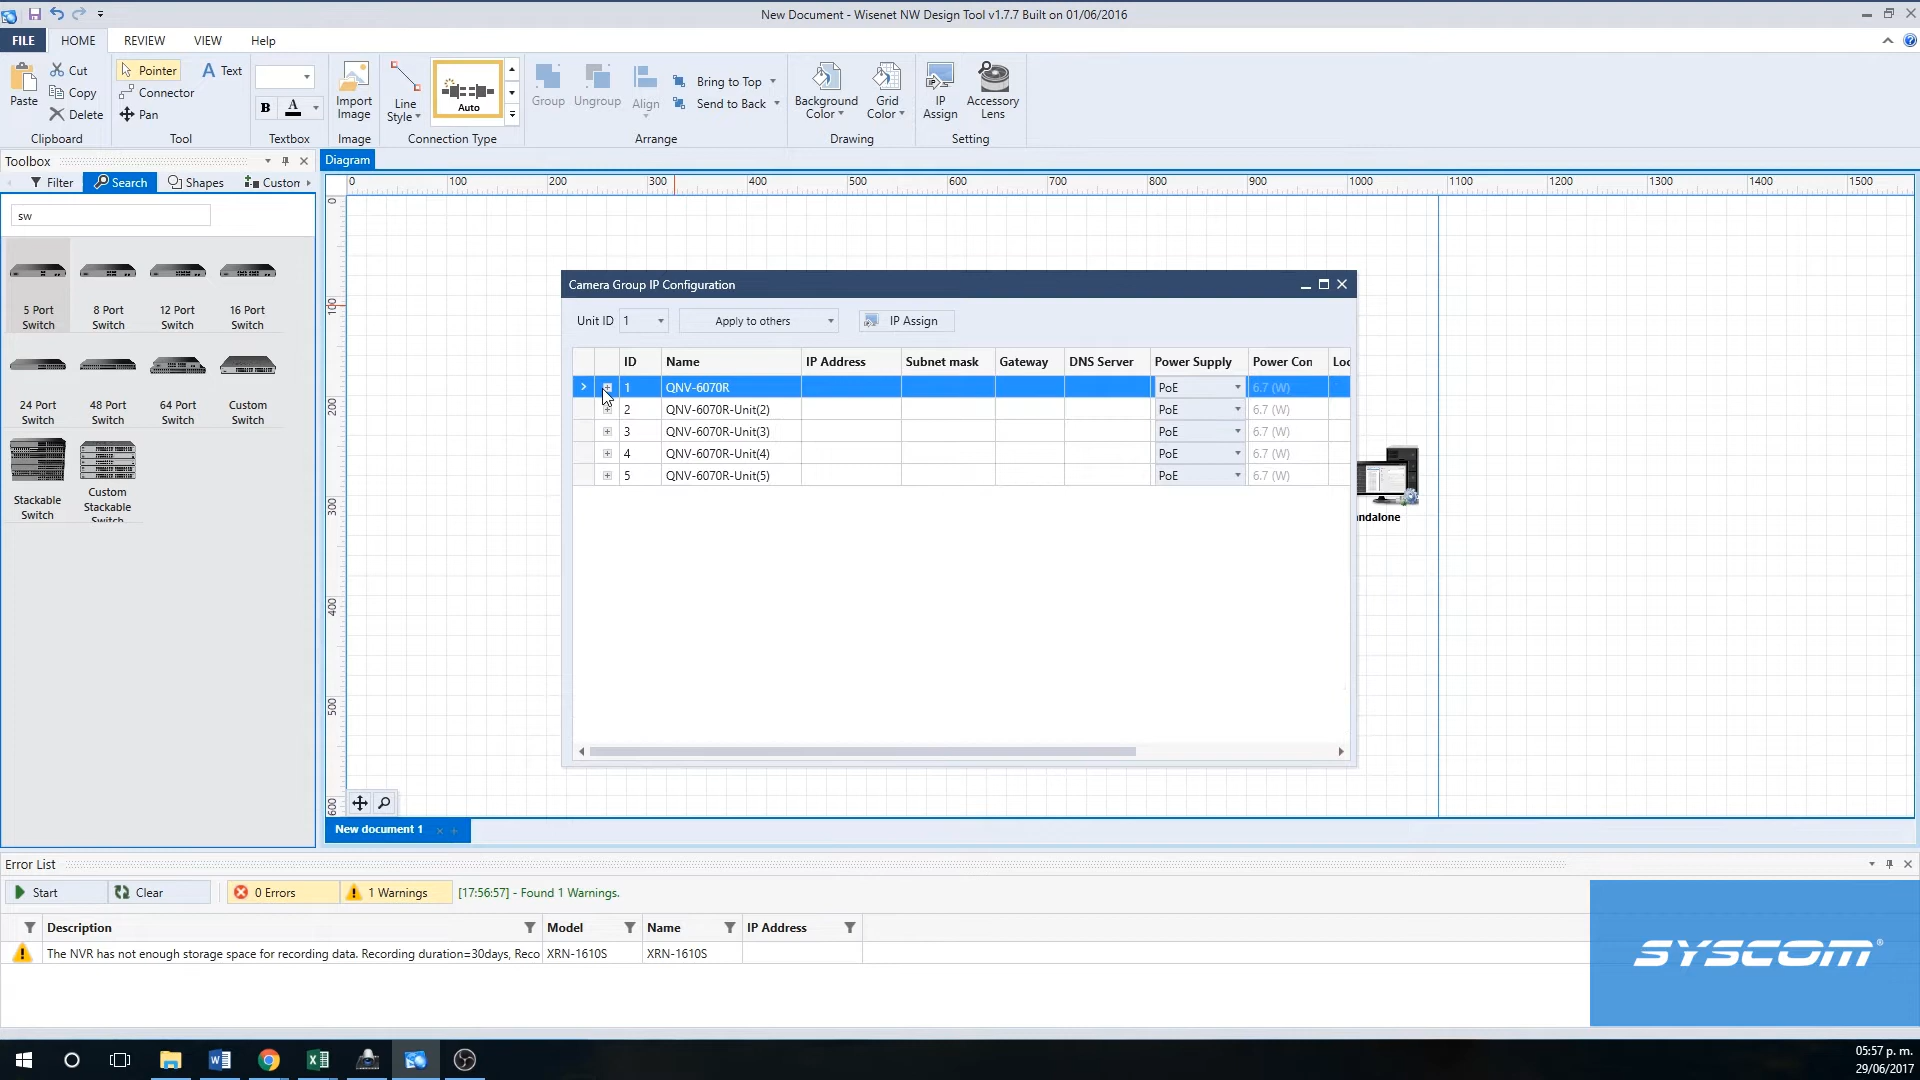 New Document - Wisenet NW Design Tool v1.7.7 Built on 01/06/2016
FILE HOME REVIEW VIEW Help
Paste
Cut
Copy
Delete
Clipboard
Pointer
Connector
Pan
Text
Tool
B A
Textbox
Import
Image
Image
Line
Style
Auto
Connection Type
Group
Ungroup
Align
Bring to Top
Send to Back
Arrange
Background
Color
Grid
Color
Drawing
IP
Assign
Accessory
Lens
Setting
Toolbox
Filter Search Shapes Custom
sw
5 Port
Switch
8 Port
Switch
12 Port
Switch
16 Port
Switch
24 Port
Switch
48 Port
Switch
64 Port
Switch
Custom
Switch
Stackable
Switch
Custom
Stackable
Switch
Diagram
0 100 200 300 400 500 600 700 800 900 1000 1100 1200 1300 1400 1500
0
100
200
300
400
500
600
Camera Group IP Configuration
Unit ID 1 Apply to others IP Assign
ID Name IP Address Subnet mask Gateway DNS Server Power Supply Power Con Loc
1 QNV-6070R PoE 6.7 (W)
2 QNV-6070R-Unit(2) PoE 6.7 (W)
3 QNV-6070R-Unit(3) PoE 6.7 (W)
4 QNV-6070R-Unit(4) PoE 6.7 (W)
5 QNV-6070R-Unit(5) PoE 6.7 (W)
ndalone
New document 1
Error List
Start Clear 0 Errors 1 Warnings [17:56:57] - Found 1 Warnings.
Description Model Name IP Address
The NVR has not enough storage space for recording data. Recording duration=30days, Reco XRN-1610S XRN-1610S
SYSCOM®
05:57 p. m.
29/06/2017